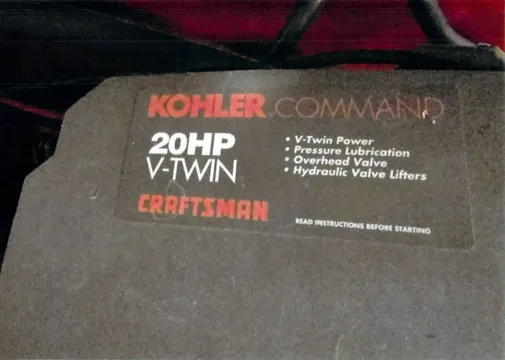 KOHLER COMMAND
20HP
V-TWIN
• V-Twin Power
• Pressure Lubrication
• Overhead Valve
• Hydraulic Valve Lifters
CRAFTSMAN
READ INSTRUCTIONS BEFORE STARTING